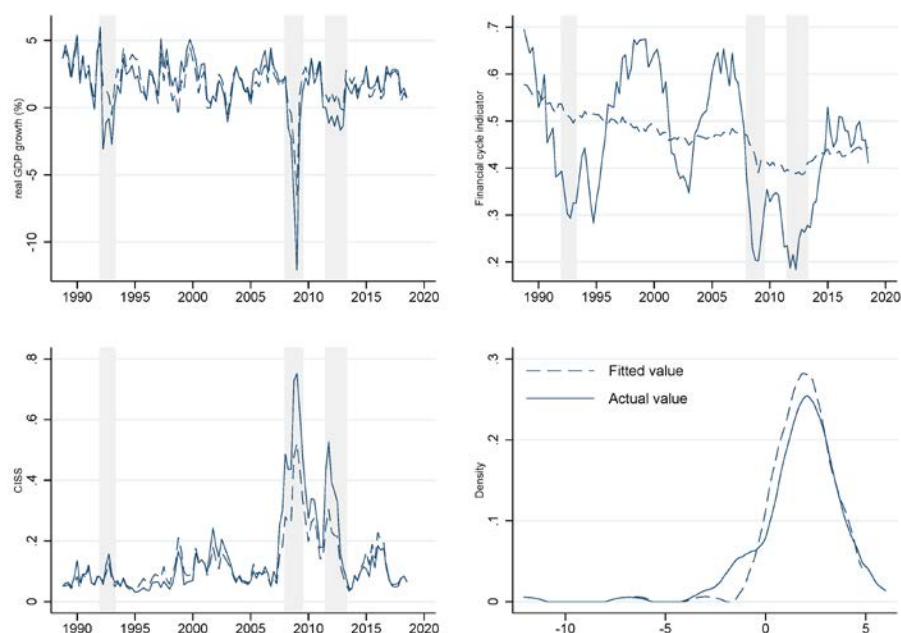 real GDP growth (%)
5
0
-5
-10
1990 1995 2000 2005 2010 2015 2020
Financial cycle indicator
.7
.6
.5
.4
.3
.2
1990 1995 2000 2005 2010 2015 2020
CISS
.8
.6
.4
.2
0
1990 1995 2000 2005 2010 2015 2020
Density
.3
.2
.1
0
Fitted value
Actual value
-10 -5 0 5